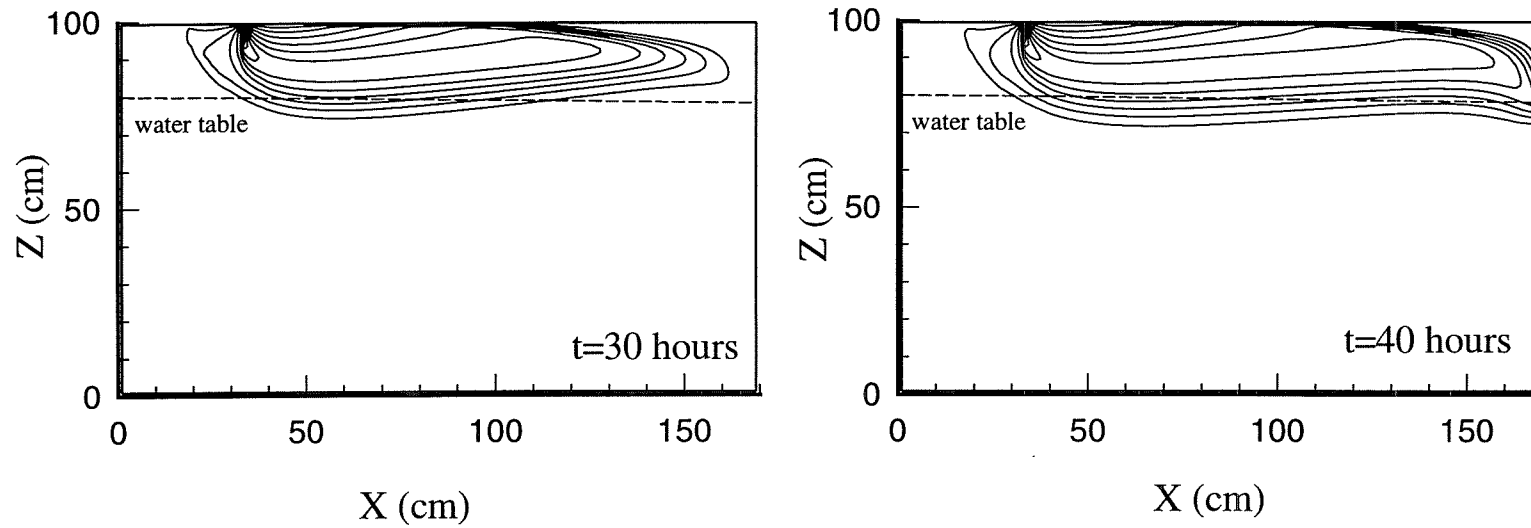 100
50
0
Z (cm)
water table
t=30 hours
0 50 100 150
X (cm)
100
50
0
Z (cm)
water table
t=40 hours
0 50 100 150
X (cm)